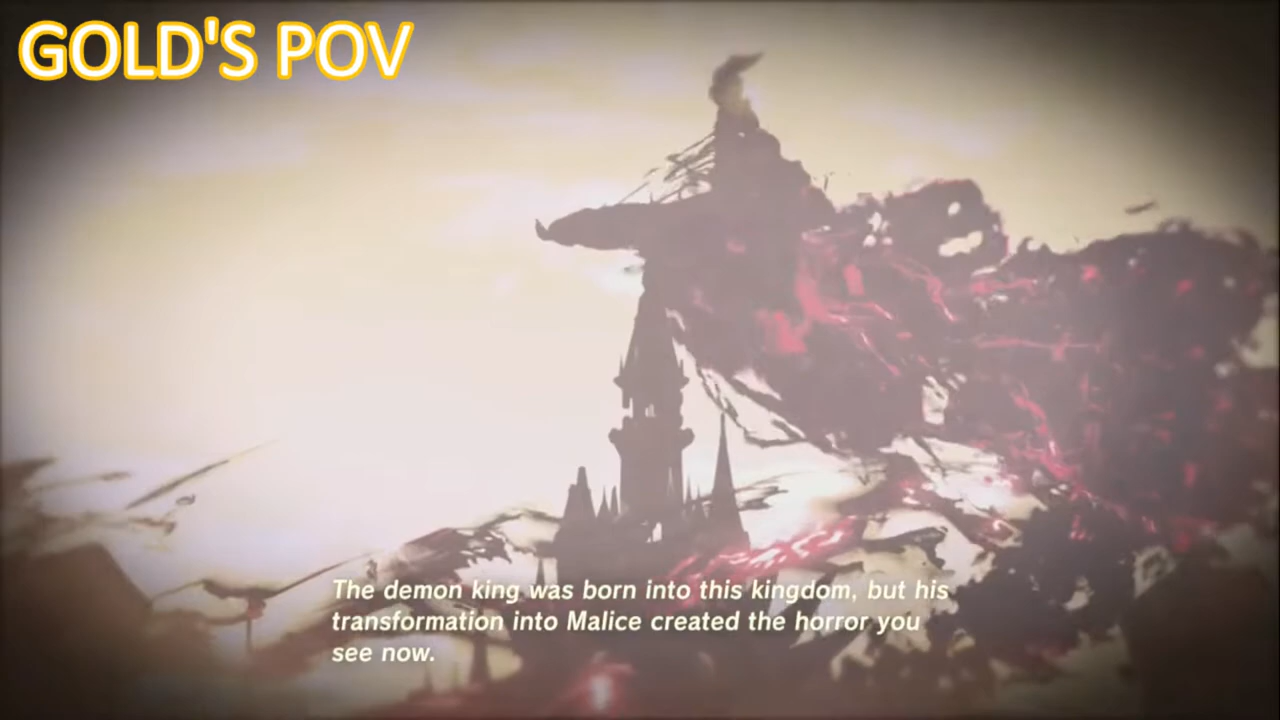 GOLD'S POV
The demon king was born into this kingdom, but his
transformation into Malice created the horror you
see now.